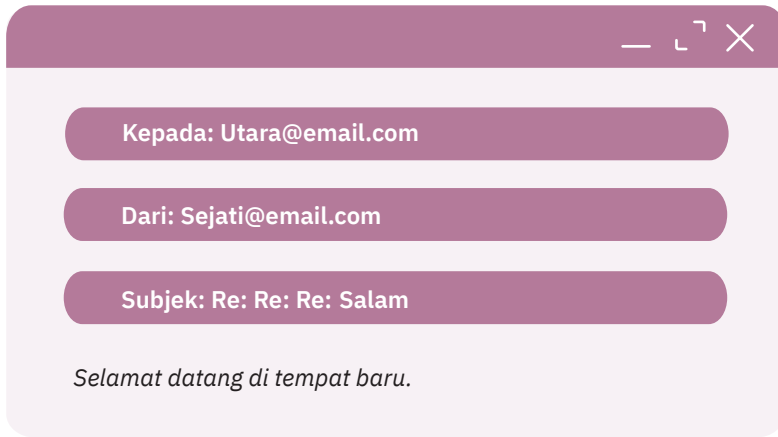 Kepada: Utara@email.com
Dari: Sejati@email.com
Subjek: Re: Re: Re: Salam
Selamat datang di tempat baru.